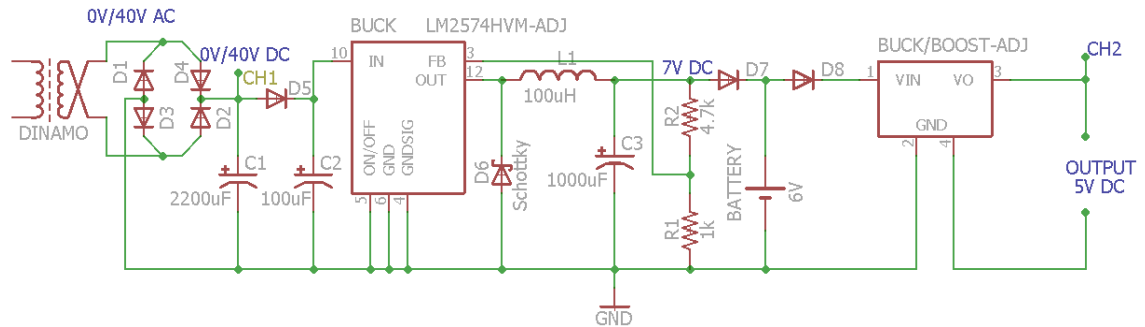 0V/40V AC
DINAMO
D1
D4
D3
D2
0V/40V DC
CH1
D5
C1
2200uF
C2
100uF
BUCK
LM2574HVM-ADJ
10
IN
FB
3
OUT
12
ON/OFF
GND
GNDSIG
5
6
4
L1
100uH
D6
Schottky
C3
1000uF
7V DC
R2
4.7k
R1
1k
D7
D8
BATTERY
6V
GND
BUCK/BOOST-ADJ
1
VIN
VO
3
GND
2
4
CH2
OUTPUT
5V DC